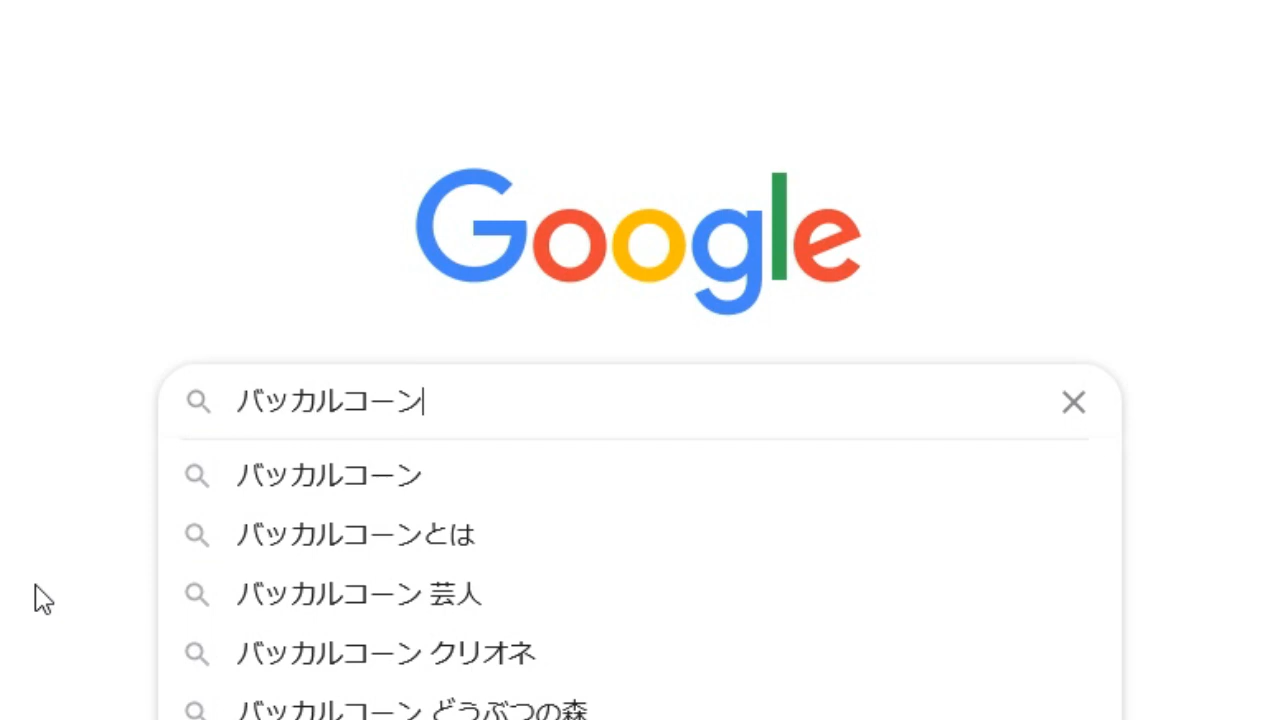 Google
バッカルコーン
バッカルコーン
バッカルコーンとは
バッカルコーン 芸人
バッカルコーン クリオネ
バッカルコーン どうぶつの森